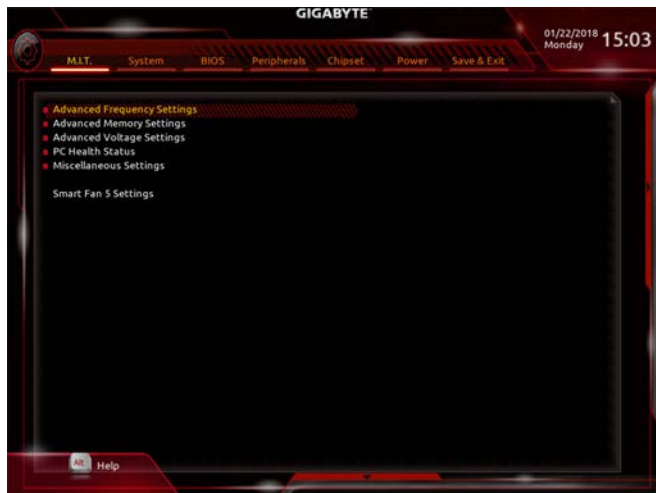 GIGABYTE
01/22/2018
Monday 15:03
M.I.T. System BIOS Peripherals Chipset Power Save & Exit
Advanced Frequency Settings
Advanced Memory Settings
Advanced Voltage Settings
PC Health Status
Miscellaneous Settings
Smart Fan 5 Settings
Alt Help